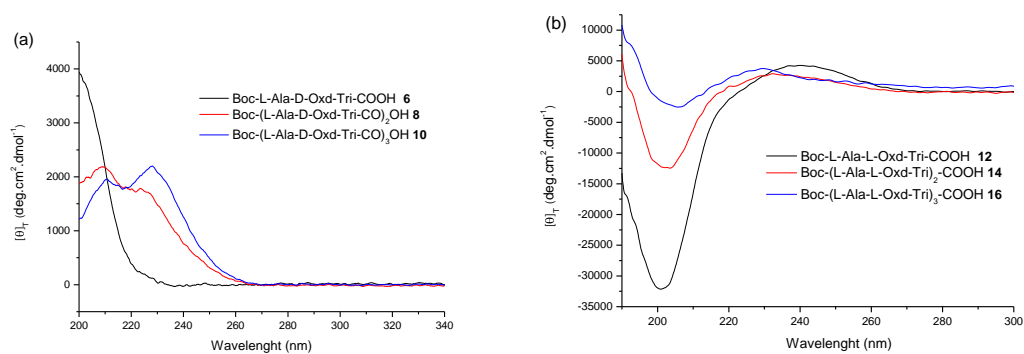 (a)
4000
3000
2000
1000
0
[θ]T (deg.cm2.dmol-1)
Boc-L-Ala-D-Oxd-Tri-COOH 6
Boc-(L-Ala-D-Oxd-Tri-CO)2OH 8
Boc-(L-Ala-D-Oxd-Tri-CO)3OH 10
200 220 240 260 280 300 320 340
Wavelenght (nm)
(b)
10000
5000
0
-5000
-10000
-15000
-20000
-25000
-30000
-35000
[θ]T (deg.cm2.dmol-1)
Boc-L-Ala-L-Oxd-Tri-COOH 12
Boc-(L-Ala-L-Oxd-Tri)2-COOH 14
Boc-(L-Ala-L-Oxd-Tri)3-COOH 16
200 220 240 260 280 300
Wavelenght (nm)